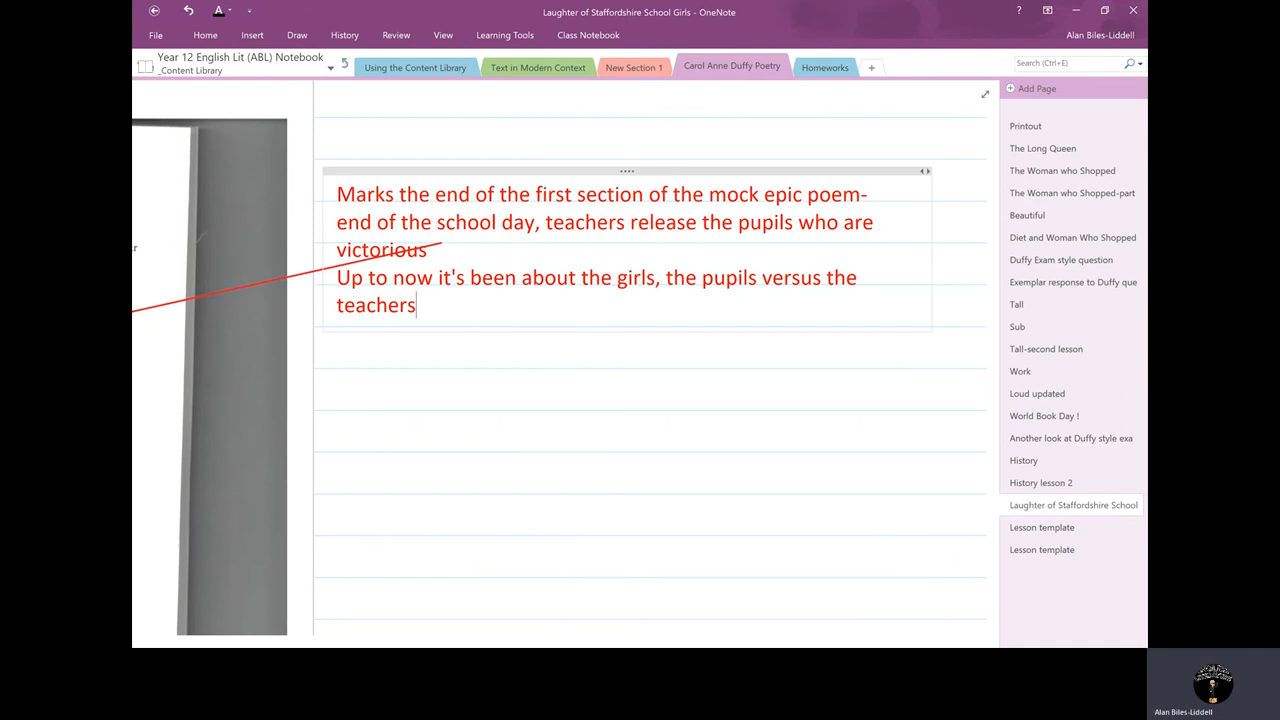 Laughter of Staffordshire School Girls - OneNote
?
File
Home
Insert
Draw
History
Review
View
Learning Tools
Class Notebook
Alan Biles-Liddell
Year 12 English Lit (ABL) Notebook
_Content Library
Using the Content Library
Text in Modern Context
New Section 1
Carol Anne Duffy Poetry
Homeworks
+
Search (Ctrl+E)
Add Page
Marks the end of the first section of the mock epic poem-
end of the school day, teachers release the pupils who are
victorious
Up to now it's been about the girls, the pupils versus the
teachers
Printout
The Long Queen
The Woman who Shopped
The Woman who Shopped-part
Beautiful
Diet and Woman Who Shopped
Duffy Exam style question
Exemplar response to Duffy que
Tall
Sub
Tall-second lesson
Work
Loud updated
World Book Day !
Another look at Duffy style exa
History
History lesson 2
Laughter of Staffordshire School
Lesson template
Lesson template
Alan Biles-Liddell